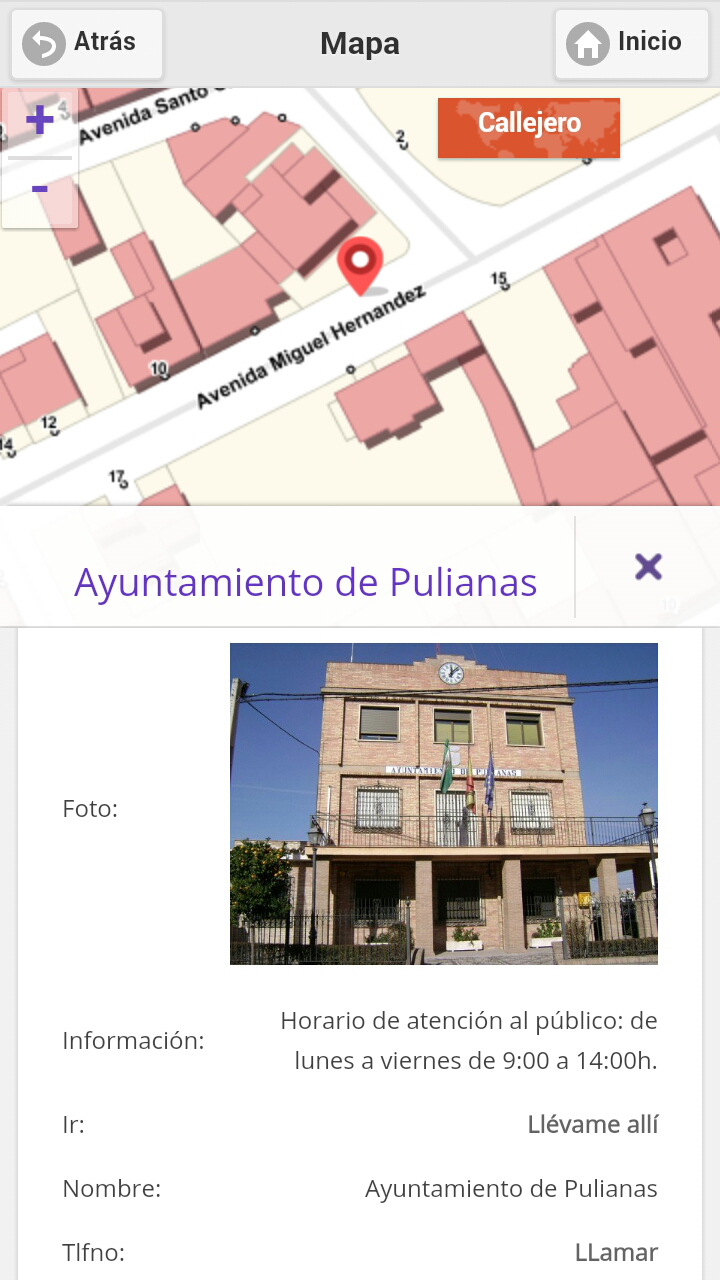 Atrás
Mapa
Inicio
+
-
4
Avenida Santo
2
Callejero
15
Avenida Miguel Hernandez
10
12
14
17
Ayuntamiento de Pulianas
Foto:
AYUNTAMIENTO DE PULIANAS
Información:
Horario de atención al público: de
lunes a viernes de 9:00 a 14:00h.
Ir:
Llévame allí
Nombre:
Ayuntamiento de Pulianas
Tlfno:
LLamar